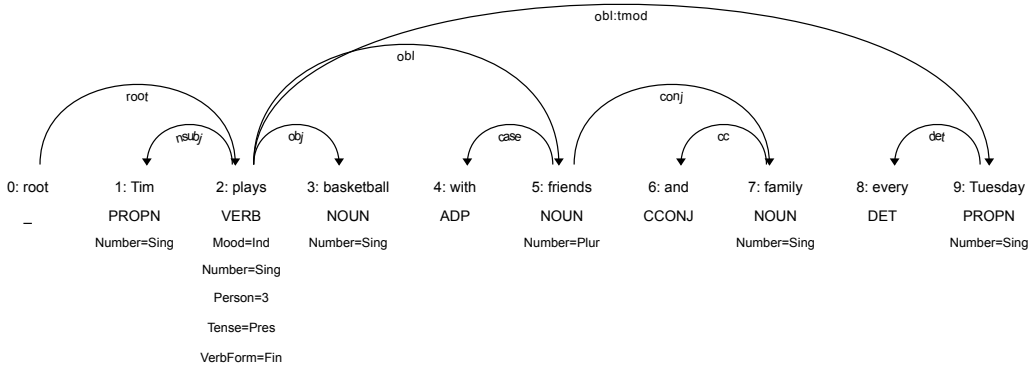 obl:tmod
obl
root
conj
nsubj
obj
case
cc
det
0: root 1: Tim 2: plays 3: basketball 4: with 5: friends 6: and 7: family 8: every 9: Tuesday
_ PROPN VERB NOUN ADP NOUN CCONJ NOUN DET PROPN
Number=Sing Mood=Ind Number=Sing Number=Plur Number=Sing Number=Sing
Number=Sing
Person=3
Tense=Pres
VerbForm=Fin